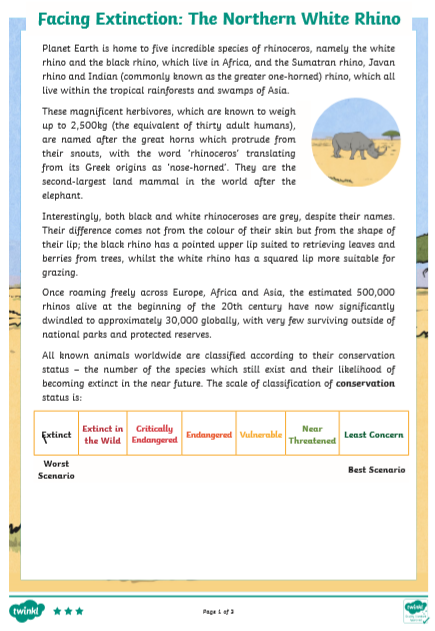 Facing Extinction: The Northern White Rhino
Planet Earth is home to five incredible species of rhinoceros, namely the white
rhino and the black rhino, which live in Africa, and the Sumatran rhino, Javan
rhino and Indian (commonly known as the greater one-horned) rhino, which all
live within the tropical rainforests and swamps of Asia.
These magnificent herbivores, which are known to weigh
up to 2,500kg (the equivalent of thirty adult humans),
are named after the great horns which protrude from
their snouts, with the word 'rhinoceros' translating
from its Greek origins as 'nose-horned'. They are the
second-largest land mammal in the world after the
elephant.
Interestingly, both black and white rhinoceroses are grey, despite their names.
Their difference comes not from the colour of their skin but from the shape of
their lip; the black rhino has a pointed upper lip suited to retrieving leaves and
berries from trees, whilst the white rhino has a squared lip more suitable for
grazing.
Once roaming freely across Europe, Africa and Asia, the estimated 500,000
rhinos alive at the beginning of the 20th century have now significantly
dwindled to approximately 30,000 globally, with very few surviving outside of
national parks and protected reserves.
All known animals worldwide are classified according to their conservation
status – the number of the species which still exist and their likelihood of
becoming extinct in the near future. The scale of classification of conservation
status is:
Extinct
Extinct in
the Wild
Critically
Endangered
Endangered
Vulnerable
Near
Threatened
Least Concern
Worst
Scenario
Best Scenario
twinkl
Page 1 of 2
twinkl